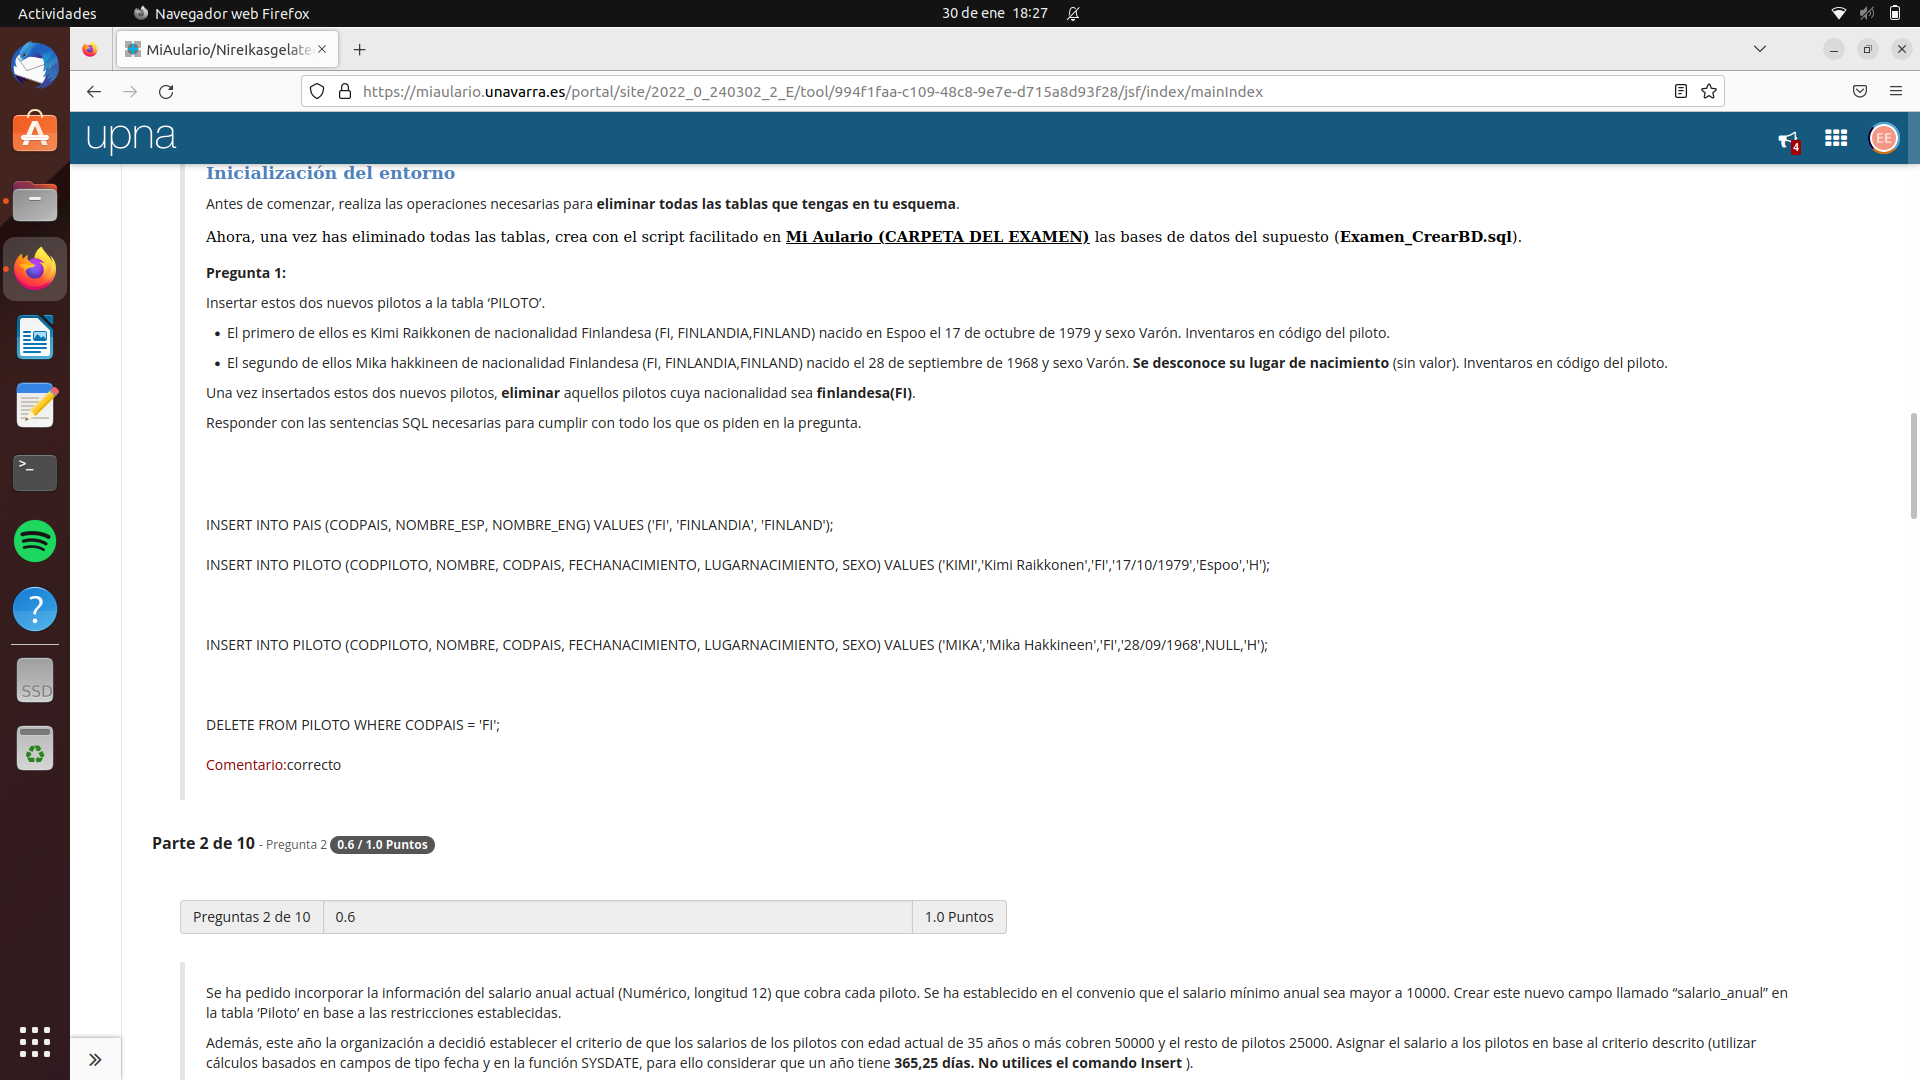 Actividades
Navegador web Firefox
30 de ene 18:27
MiAulario/NireIkasgelate
https://miaulario.unavarra.es/portal/site/2022_0_240302_2_E/tool/994f1faa-c109-48c8-9e7e-d715a8d93f28/jsf/index/mainIndex
upna
4
EE
Inicialización del entorno
Antes de comenzar, realiza las operaciones necesarias para eliminar todas las tablas que tengas en tu esquema.
Ahora, una vez has eliminado todas las tablas, crea con el script facilitado en Mi Aulario (CARPETA DEL EXAMEN) las bases de datos del supuesto (Examen_CrearBD.sql).
Pregunta 1:
Insertar estos dos nuevos pilotos a la tabla ‘PILOTO’.
• El primero de ellos es Kimi Raikkonen de nacionalidad Finlandesa (FI, FINLANDIA,FINLAND) nacido en Espoo el 17 de octubre de 1979 y sexo Varón. Inventaros en código del piloto.
• El segundo de ellos Mika hakkineen de nacionalidad Finlandesa (FI, FINLANDIA,FINLAND) nacido el 28 de septiembre de 1968 y sexo Varón. Se desconoce su lugar de nacimiento (sin valor). Inventaros en código del piloto.
Una vez insertados estos dos nuevos pilotos, eliminar aquellos pilotos cuya nacionalidad sea finlandesa(FI).
Responder con las sentencias SQL necesarias para cumplir con todo los que os piden en la pregunta.
INSERT INTO PAIS (CODPAIS, NOMBRE_ESP, NOMBRE_ENG) VALUES ('FI', 'FINLANDIA', 'FINLAND');
INSERT INTO PILOTO (CODPILOTO, NOMBRE, CODPAIS, FECHANACIMIENTO, LUGARNACIMIENTO, SEXO) VALUES ('KIMI','Kimi Raikkonen','FI','17/10/1979','Espoo','H');
INSERT INTO PILOTO (CODPILOTO, NOMBRE, CODPAIS, FECHANACIMIENTO, LUGARNACIMIENTO, SEXO) VALUES ('MIKA','Mika Hakkineen','FI','28/09/1968',NULL,'H');
DELETE FROM PILOTO WHERE CODPAIS = 'FI';
Comentario:correcto
Parte 2 de 10 - Pregunta 2 0.6 / 1.0 Puntos
Preguntas 2 de 10 0.6 1.0 Puntos
Se ha pedido incorporar la información del salario anual actual (Numérico, longitud 12) que cobra cada piloto. Se ha establecido en el convenio que el salario mínimo anual sea mayor a 10000. Crear este nuevo campo llamado “salario_anual” en
la tabla ‘Piloto’ en base a las restricciones establecidas.
Además, este año la organización a decidió establecer el criterio de que los salarios de los pilotos con edad actual de 35 años o más cobren 50000 y el resto de pilotos 25000. Asignar el salario a los pilotos en base al criterio descrito (utilizar
cálculos basados en campos de tipo fecha y en la función SYSDATE, para ello considerar que un año tiene 365,25 días. No utilices el comando Insert ).
SSD